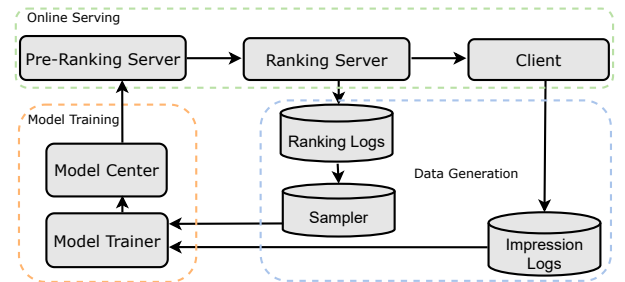 Online Serving
Pre-Ranking Server
Ranking Server
Client
Model Training
Ranking Logs
Model Center
Data Generation
Sampler
Model Trainer
Impression
Logs